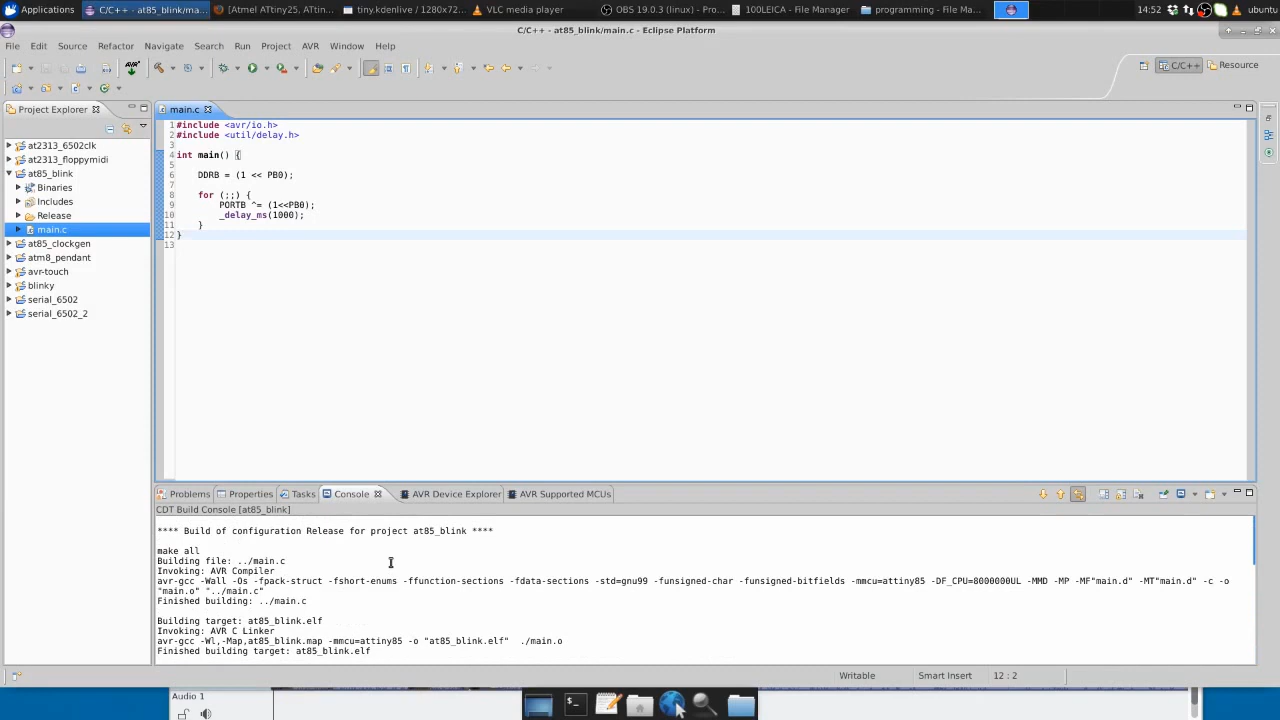 Applications
C/C++ - at85_blink/ma...
[Atmel ATtiny25, ATtin...
tiny.kdenlive / 1280x72...
VLC media player
OBS 19.0.3 (linux) - Pro...
100LEICA - File Manager
programming - File Ma...
14:52
ubuntu
C/C++ - at85_blink/main.c - Eclipse Platform
File Edit Source Refactor Navigate Search Run Project AVR Window Help
C/C++
Resource
Project Explorer
main.c
at2313_6502clk
at2313_floppymidi
at85_blink
Binaries
Includes
Release
main.c
at85_clockgen
atm8_pendant
avr-touch
blinky
serial_6502
serial_6502_2
1 #include <avr/io.h>
2 #include <util/delay.h>
3
4 int main() {
5
6 DDRB = (1 << PB0);
7
8 for (;;) {
9 PORTB ^= (1<<PB0);
10 _delay_ms(1000);
11 }
12 }
13
Problems
Properties
Tasks
Console
AVR Device Explorer
AVR Supported MCUs
CDT Build Console [at85_blink]
**** Build of configuration Release for project at85_blink ****
make all
Building file: ../main.c
Invoking: AVR Compiler
avr-gcc -Wall -Os -fpack-struct -fshort-enums -ffunction-sections -fdata-sections -std=gnu99 -funsigned-char -funsigned-bitfields -mmcu=attiny85 -DF_CPU=8000000UL -MMD -MP -MF"main.d" -MT"main.d" -c -o
"main.o" "../main.c"
Finished building: ../main.c
Building target: at85_blink.elf
Invoking: AVR C Linker
avr-gcc -Wl,-Map,at85_blink.map -mmcu=attiny85 -o "at85_blink.elf" ./main.o
Finished building target: at85_blink.elf
Writable
Smart Insert
12 : 2
Audio 1